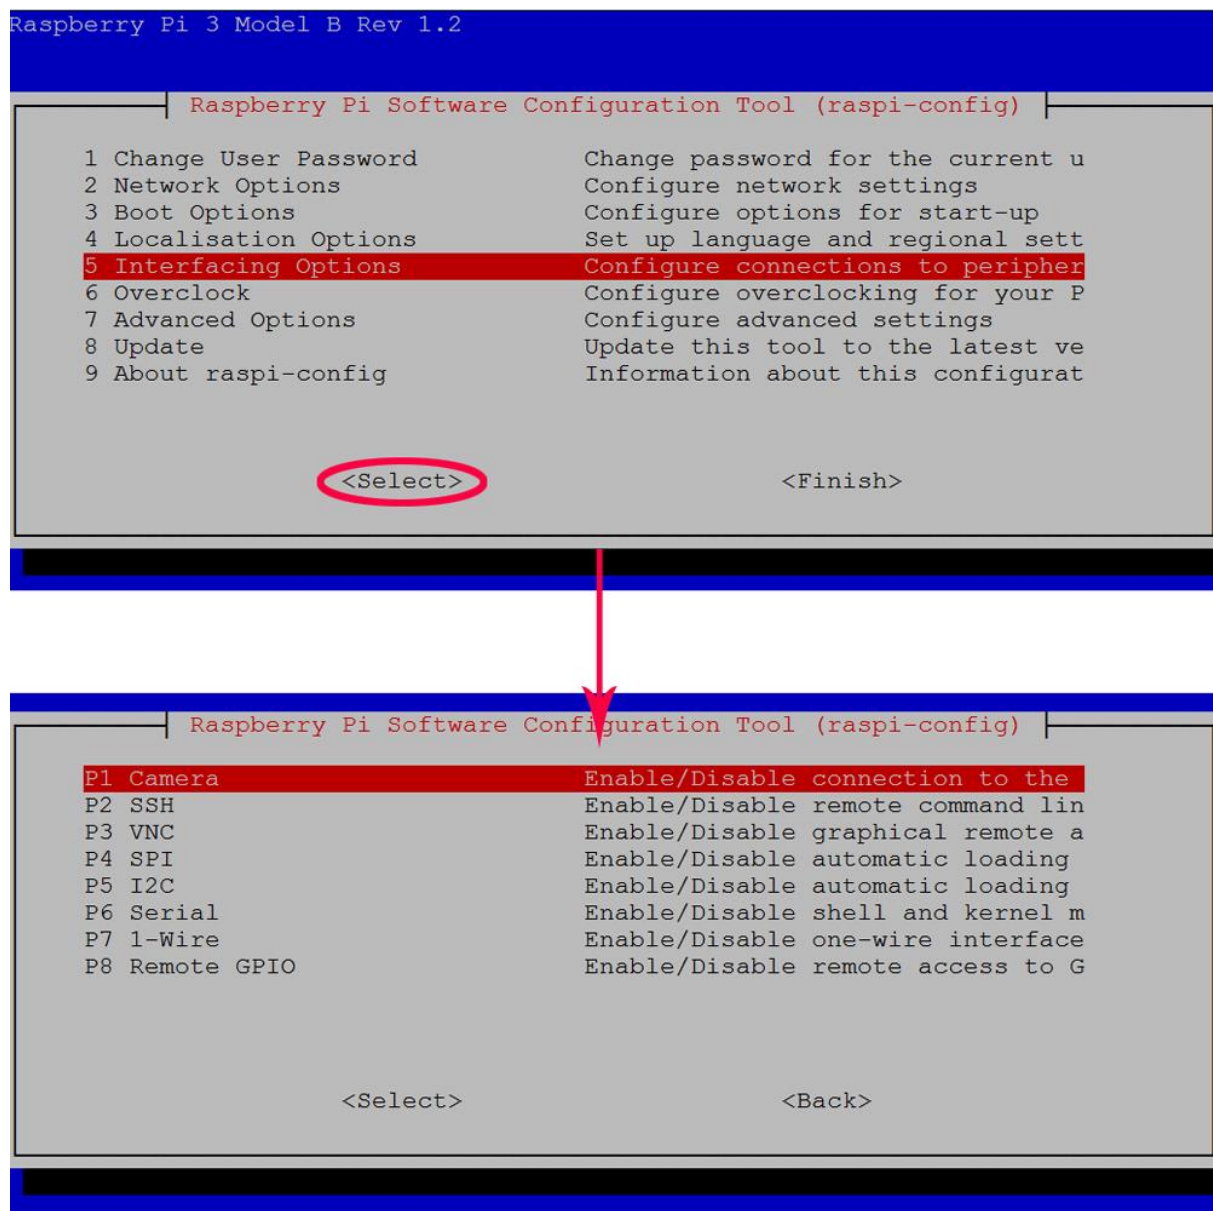 Raspberry Pi 3 Model B Rev 1.2
Raspberry Pi Software Configuration Tool (raspi-config)
1 Change User Password Change password for the current u
2 Network Options Configure network settings
3 Boot Options Configure options for start-up
4 Localisation Options Set up language and regional sett
5 Interfacing Options Configure connections to peripher
6 Overclock Configure overclocking for your P
7 Advanced Options Configure advanced settings
8 Update Update this tool to the latest ve
9 About raspi-config Information about this configurat
<Select> <Finish>
Raspberry Pi Software Configuration Tool (raspi-config)
P1 Camera Enable/Disable connection to the
P2 SSH Enable/Disable remote command lin
P3 VNC Enable/Disable graphical remote a
P4 SPI Enable/Disable automatic loading
P5 I2C Enable/Disable automatic loading
P6 Serial Enable/Disable shell and kernel m
P7 1-Wire Enable/Disable one-wire interface
P8 Remote GPIO Enable/Disable remote access to G
<Select> <Back>